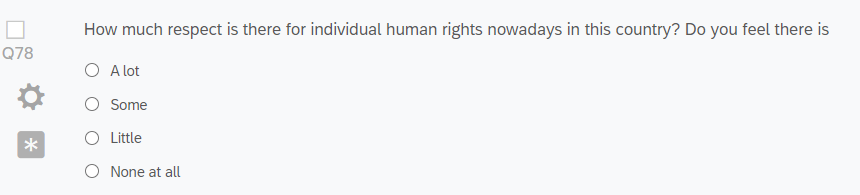 How much respect is there for individual human rights nowadays in this country? Do you feel there is
Q78
A lot
Some
Little
None at all